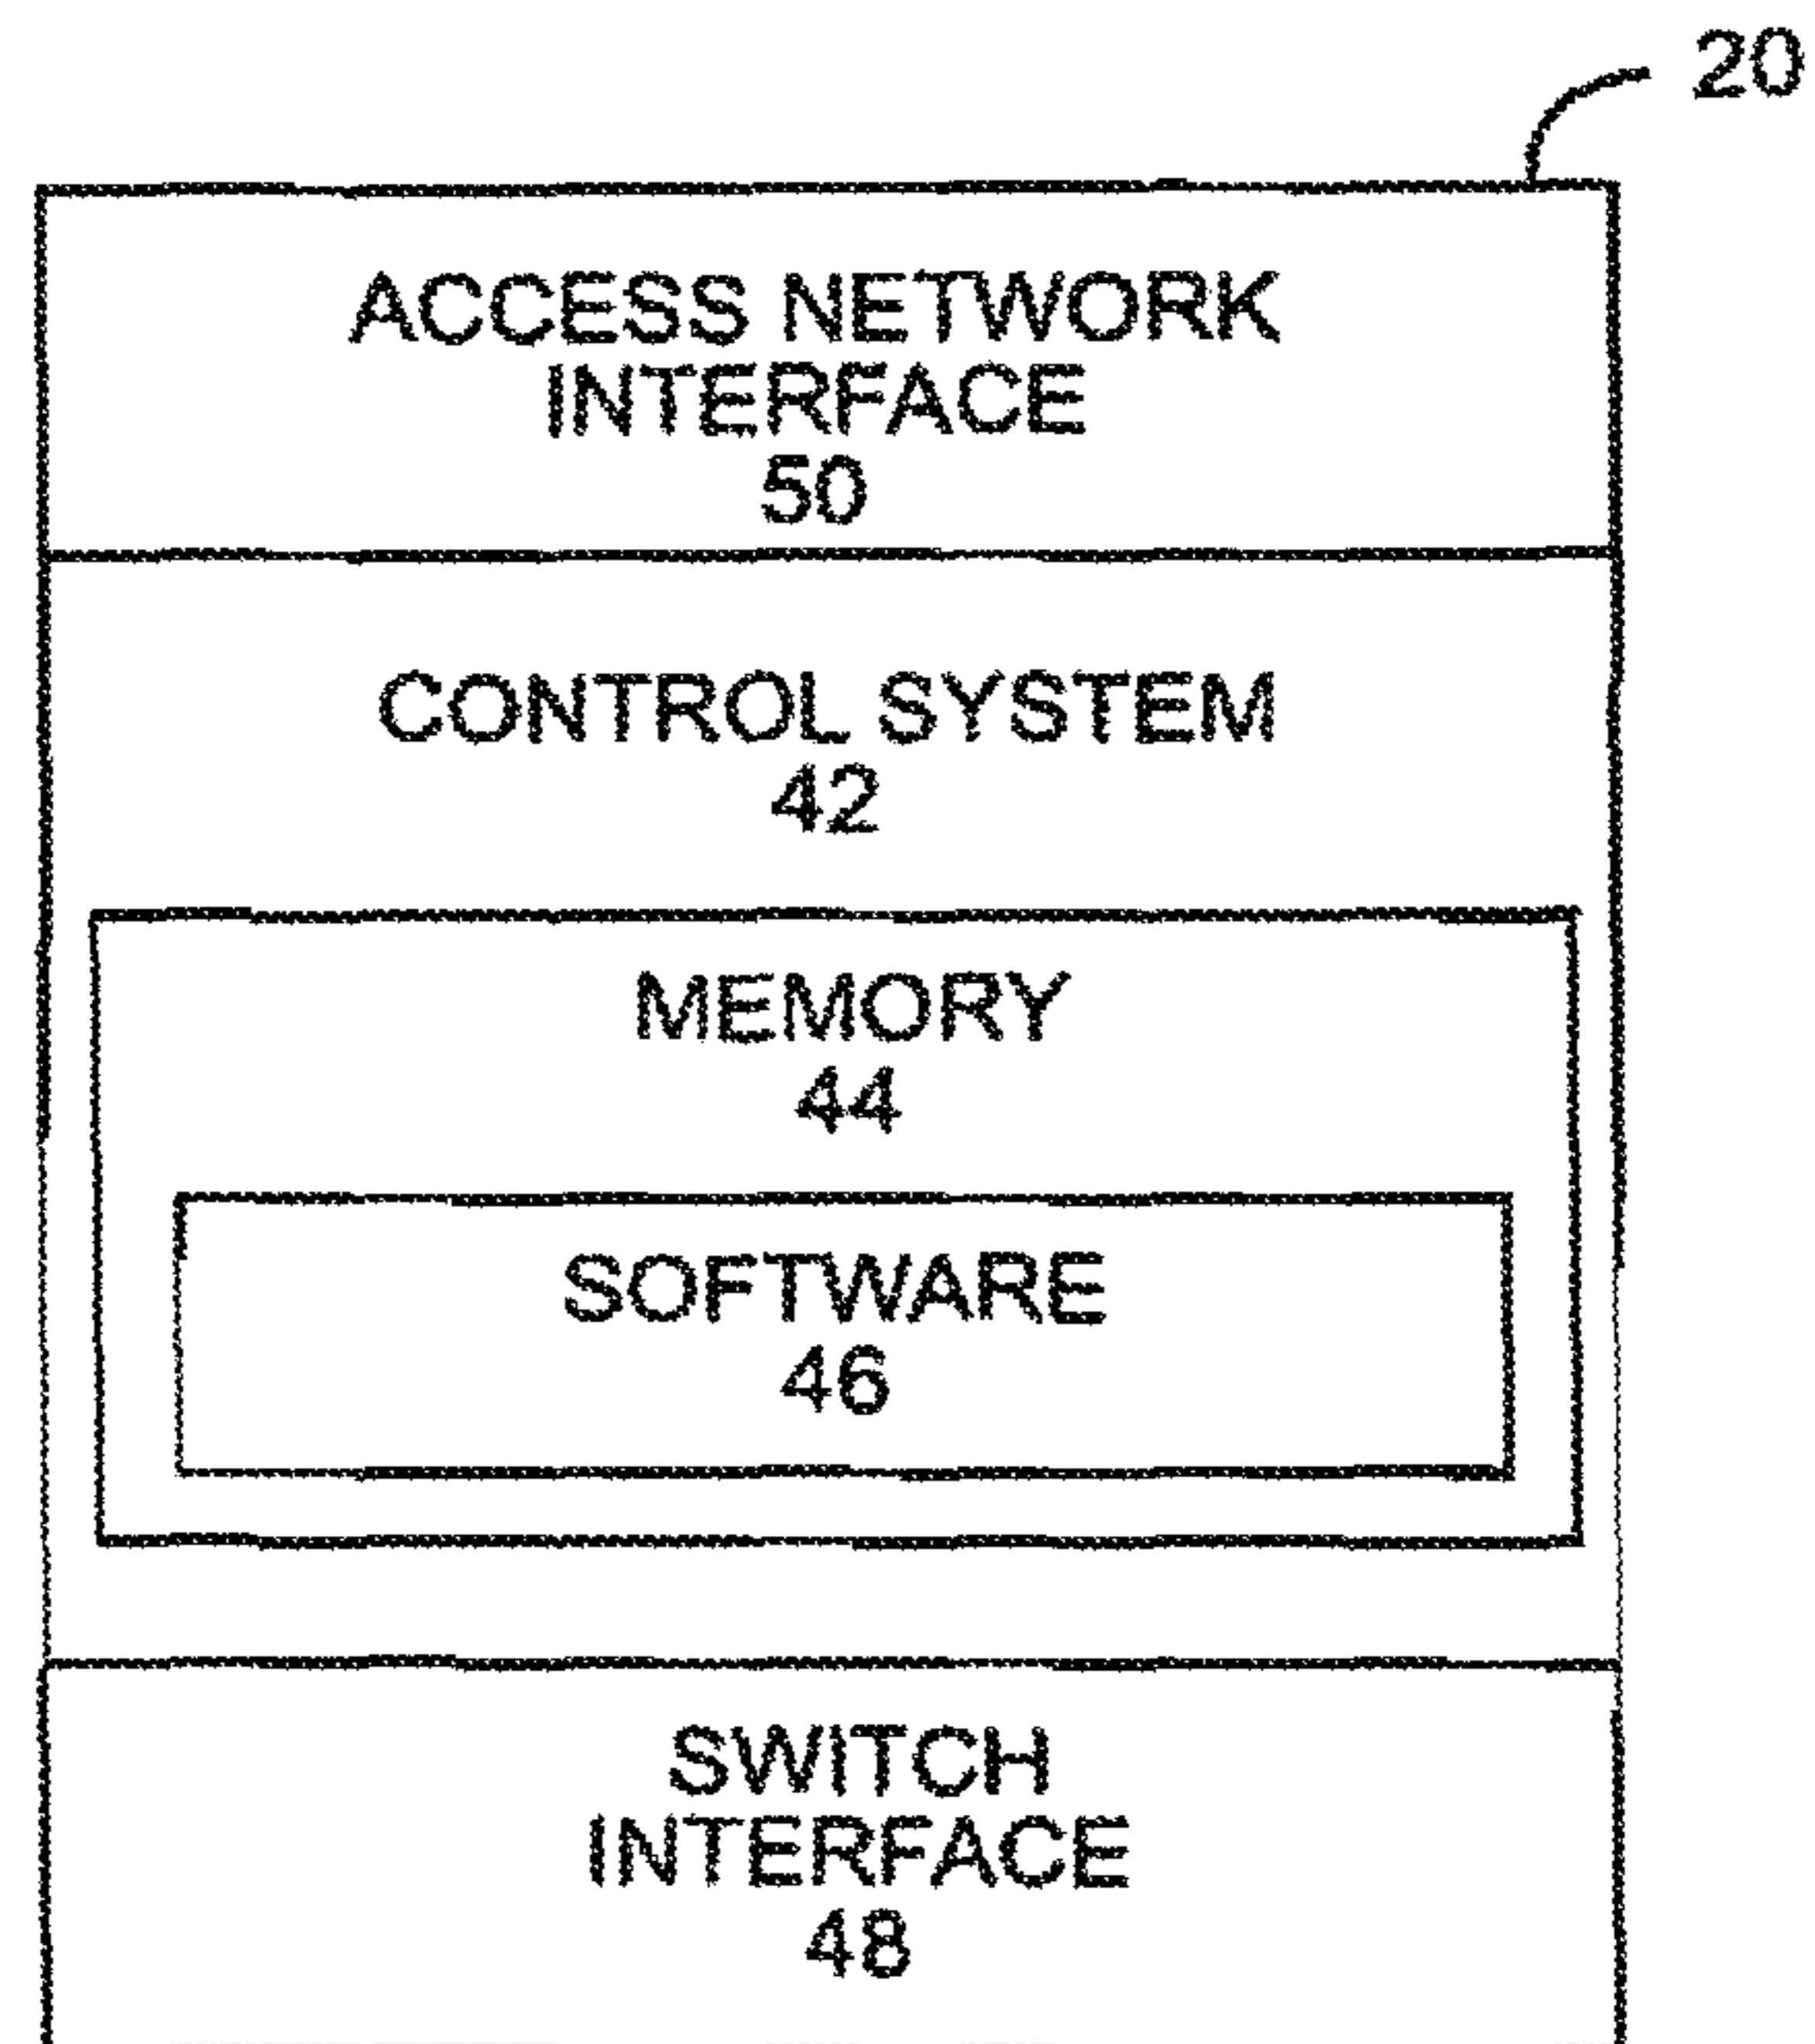 20
ACCESS NETWORK
INTERFACE
50
CONTROL SYSTEM
42
MEMORY
44
SOFTWARE
46
SWITCH
INTERFACE
48